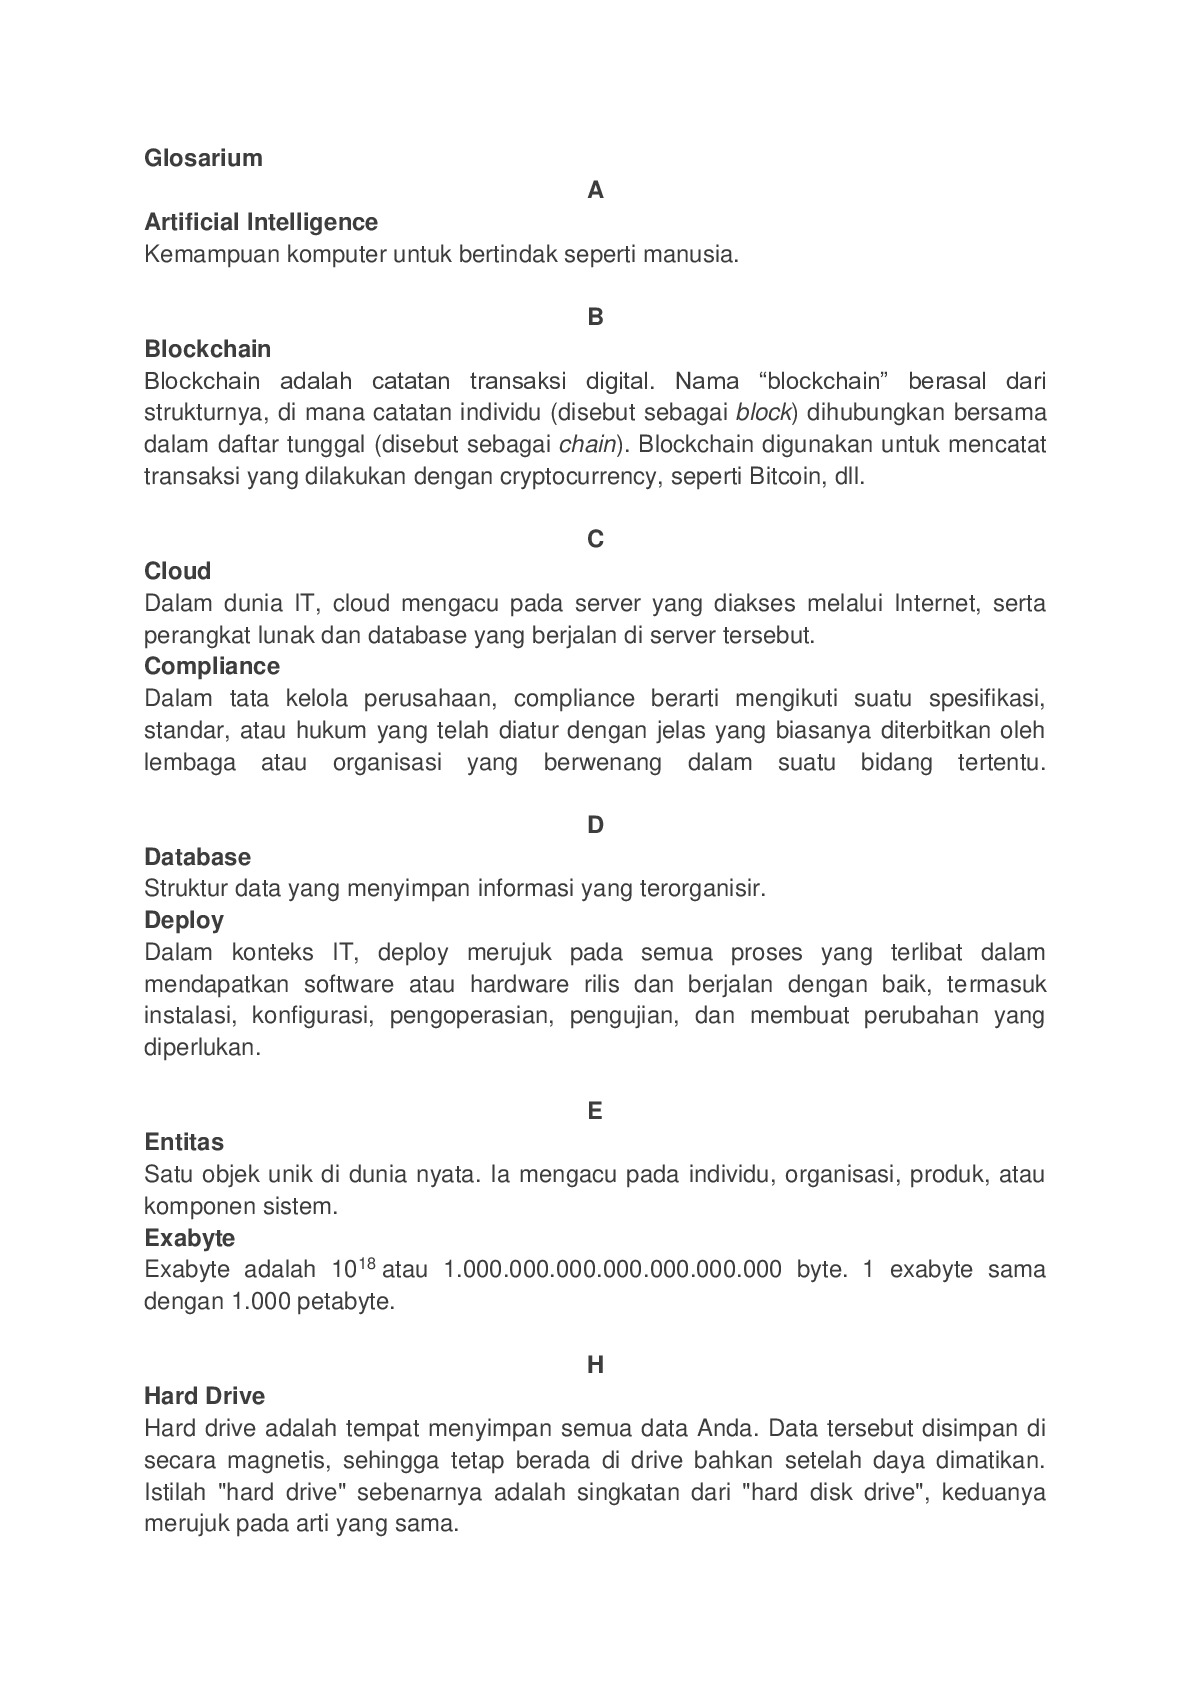 Glosarium
A
Artificial Intelligence
Kemampuan komputer untuk bertindak seperti manusia.
B
Blockchain
Blockchain adalah catatan transaksi digital. Nama “blockchain” berasal dari
strukturnya, di mana catatan individu (disebut sebagai block) dihubungkan bersama
dalam daftar tunggal (disebut sebagai chain). Blockchain digunakan untuk mencatat
transaksi yang dilakukan dengan cryptocurrency, seperti Bitcoin, dll.
C
Cloud
Dalam dunia IT, cloud mengacu pada server yang diakses melalui Internet, serta
perangkat lunak dan database yang berjalan di server tersebut.
Compliance
Dalam tata kelola perusahaan, compliance berarti mengikuti suatu spesifikasi,
standar, atau hukum yang telah diatur dengan jelas yang biasanya diterbitkan oleh
lembaga atau organisasi yang berwenang dalam suatu bidang tertentu.
D
Database
Struktur data yang menyimpan informasi yang terorganisir.
Deploy
Dalam konteks IT, deploy merujuk pada semua proses yang terlibat dalam
mendapatkan software atau hardware rilis dan berjalan dengan baik, termasuk
instalasi, konfigurasi, pengoperasian, pengujian, dan membuat perubahan yang
diperlukan.
E
Entitas
Satu objek unik di dunia nyata. Ia mengacu pada individu, organisasi, produk, atau
komponen sistem.
Exabyte
Exabyte adalah 10¹⁸ atau 1.000.000.000.000.000.000.000 byte. 1 exabyte sama
dengan 1.000 petabyte.
H
Hard Drive
Hard drive adalah tempat menyimpan semua data Anda. Data tersebut disimpan di
secara magnetis, sehingga tetap berada di drive bahkan setelah daya dimatikan.
Istilah "hard drive" sebenarnya adalah singkatan dari "hard disk drive", keduanya
merujuk pada arti yang sama.